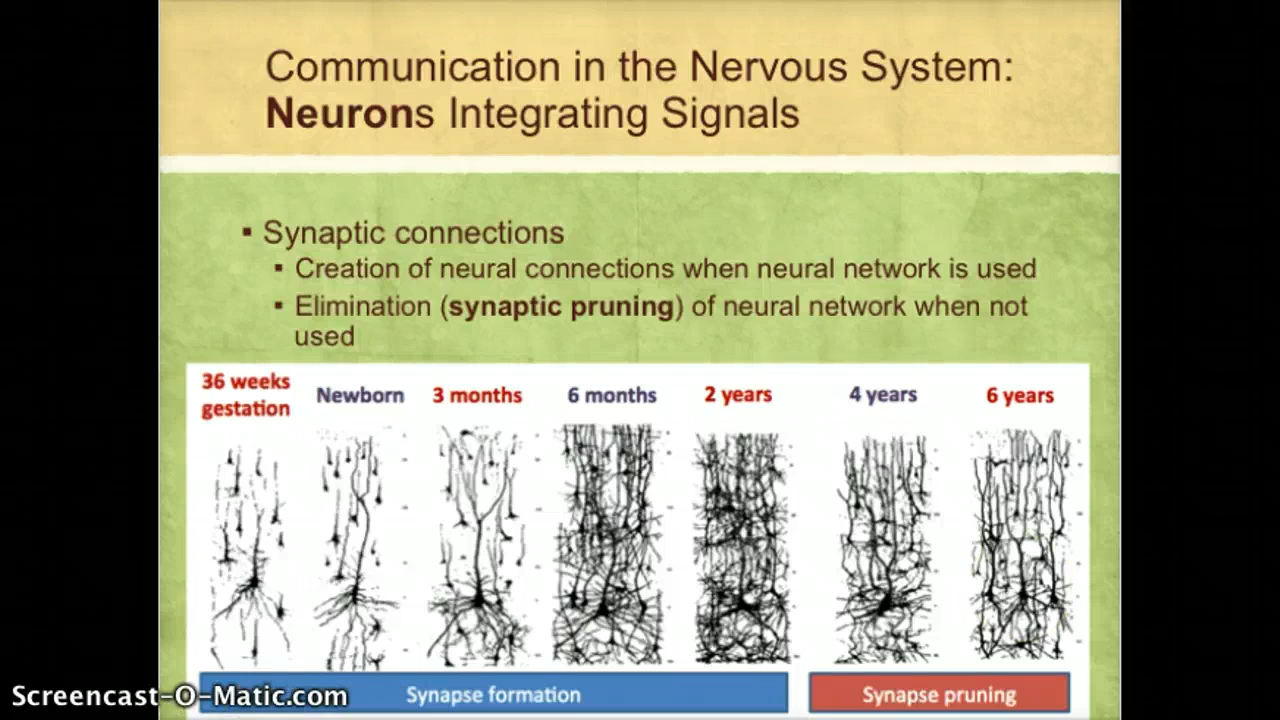 Communication in the Nervous System:
Neurons Integrating Signals
▪ Synaptic connections
▪ Creation of neural connections when neural network is used
▪ Elimination (synaptic pruning) of neural network when not
used
36 weeks
gestation
Newborn
3 months
6 months
2 years
4 years
6 years
Synapse formation
Synapse pruning
Screencast-O-Matic.com